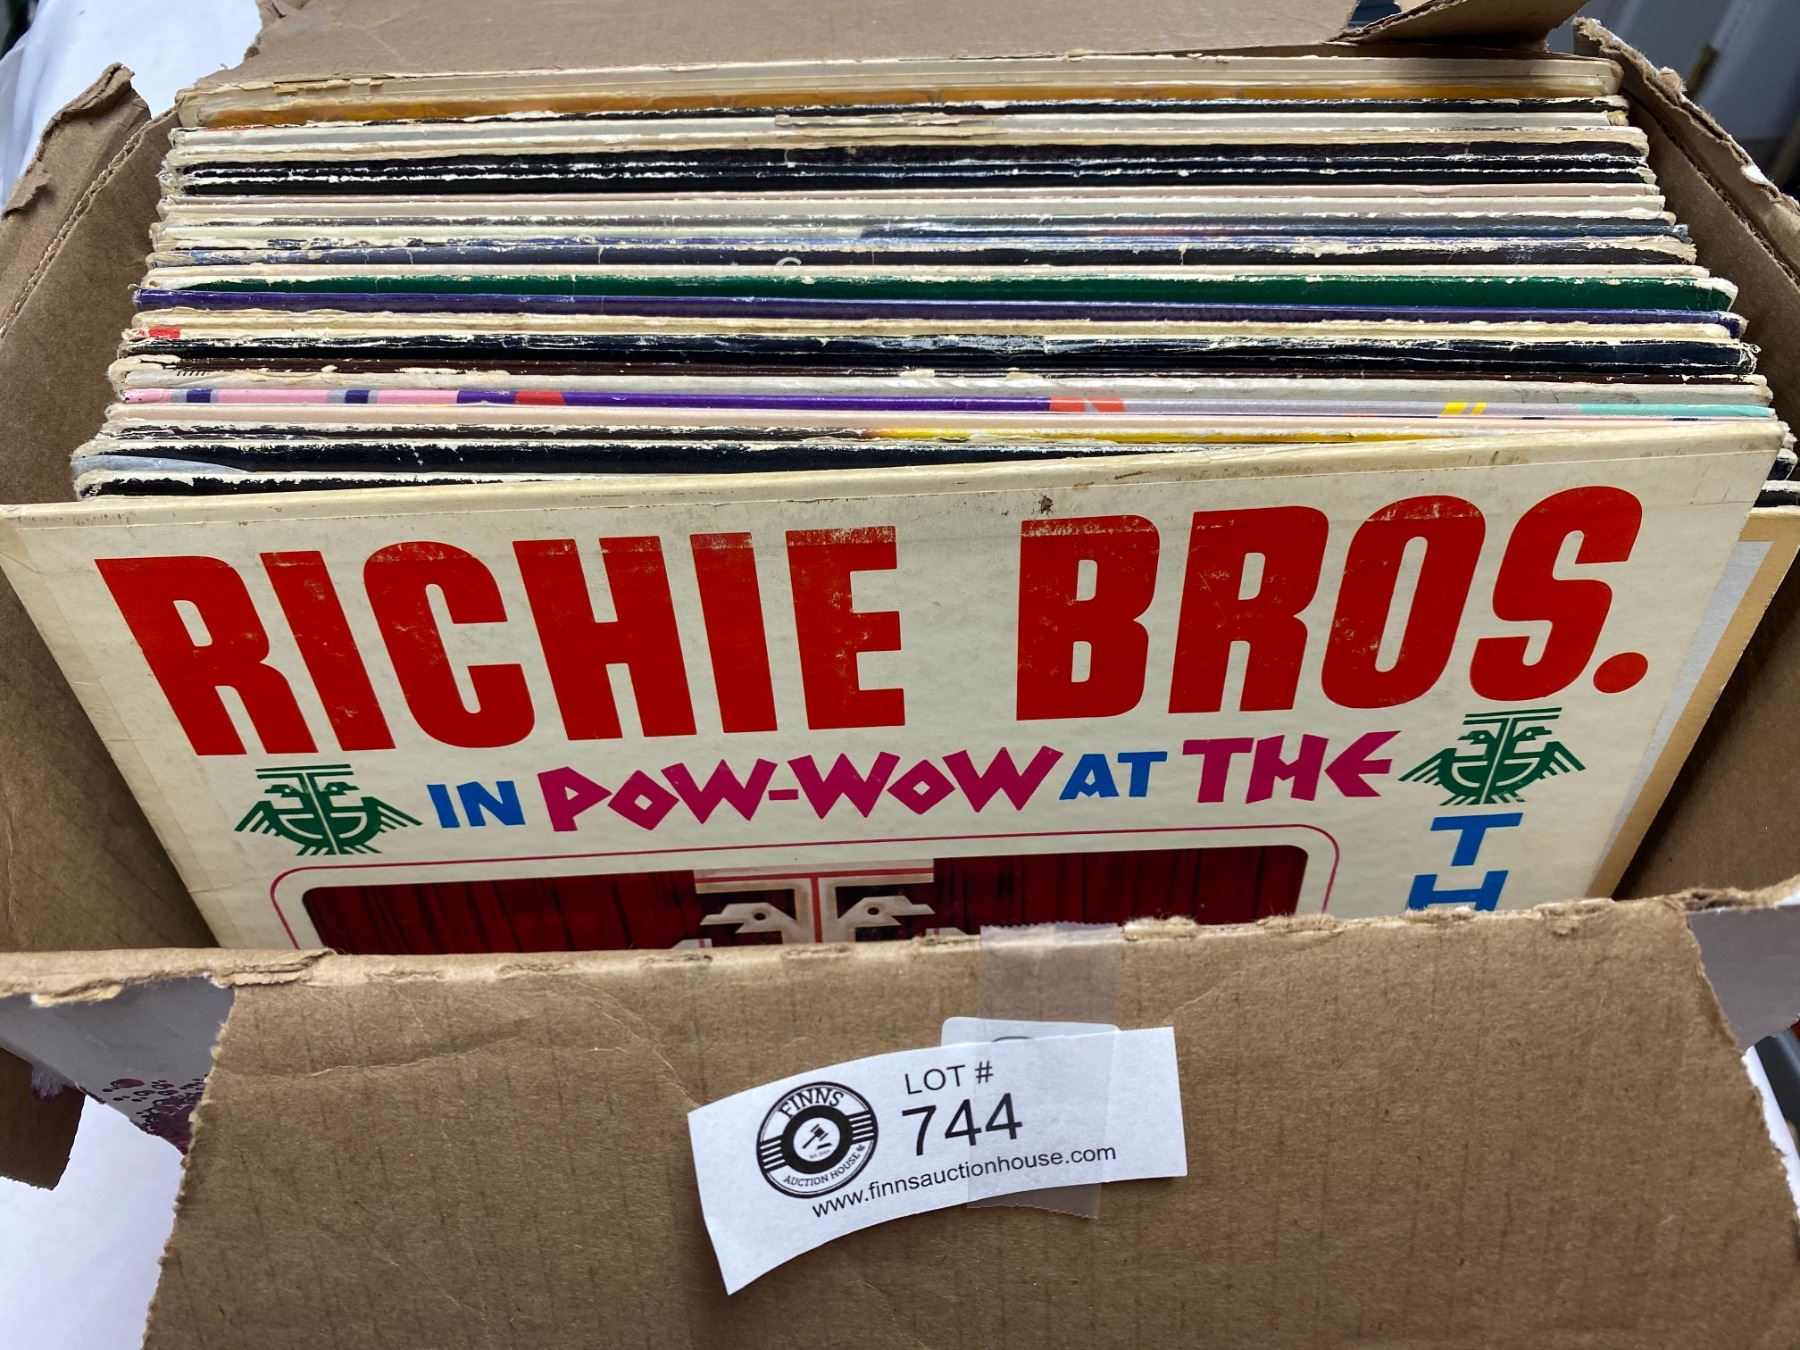 RICHIE BROS.
IN POW-WOW AT THE
TH
LOT #
744
FINNS
AUCTION HOUSE &
www.finnsauctionhouse.com